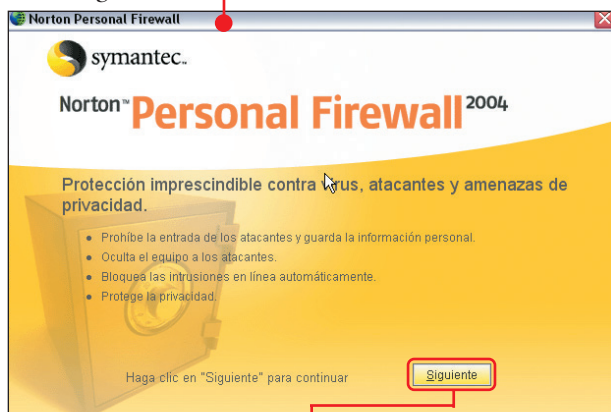 Norton Personal Firewall
symantec.
Norton™ Personal Firewall 2004
Protección imprescindible contra virus, atacantes y amenazas de
privacidad.
• Prohíbe la entrada de los atacantes y guarda la información personal.
• Oculta el equipo a los atacantes.
• Bloquea las intrusiones en línea automáticamente.
• Protege la privacidad.
Haga clic en "Siguiente" para continuar
Siguiente